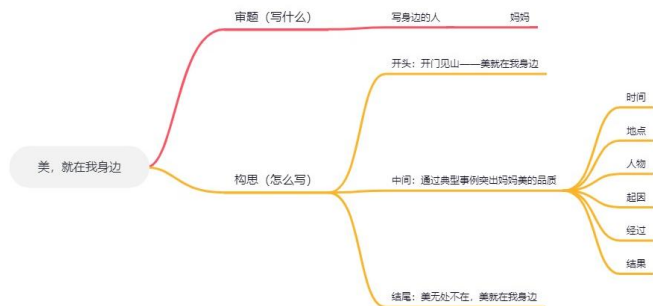 美，就在我身边
审题（写什么）
写身边的人
妈妈
构思（怎么写）
开头：开门见山——美就在我身边
中间：通过典型事例突出妈妈美的品质
时间
地点
人物
起因
经过
结果
结尾：美无处不在，美就在我身边